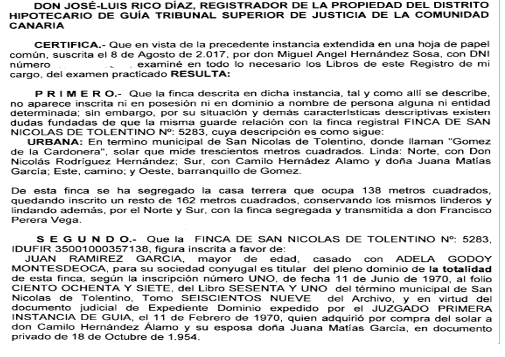 DON JOSÉ-LUIS RICO DÍAZ, REGISTRADOR DE LA PROPIEDAD DEL DISTRITO
HIPOTECARIO DE GUÍA TRIBUNAL SUPERIOR DE JUSTICIA DE LA COMUNIDAD
CANARIA
CERTIFICA.- Que en vista de la precedente instancia extendida en una hoja de papel
común, suscrita el 8 de Agosto de 2.017, por don Miguel Angel Hernández Sosa, con DNI
número examiné en todo lo necesario los Libros de este Registro de mi
cargo, del examen practicado RESULTA:
P R I M E R O.- Que la finca descrita en dicha instancia, tal y como allí se describe,
no aparece inscrita ni en posesión ni en dominio a nombre de persona alguna ni entidad
determinada; sin embargo, por su situación y demás características descriptivas existen
dudas fundadas de que la misma guarde relación con la finca registral FINCA DE SAN
NICOLAS DE TOLENTINO Nº: 5283, cuya descripción es como sigue:
URBANA: En termino municipal de San Nicolas de Tolentino, donde llaman "Gomez
de la Cardonera", solar que mide trescientos metros cuadrados. Linda: Norte, con Don
Nicolás Rodríguez Hernández; Sur, con Camilo Hernádez Alamo y doña Juana Matías
García; Este, camino; y Oeste, barranquillo de Gomez.
De esta finca se ha segregado la casa terrera que ocupa 138 metros cuadrados,
quedando inscrito un resto de 162 metros cuadrados, conservando los mismos linderos y
lindando además, por el Norte y Sur, con la finca segregada y transmitida a don Francisco
Perera Vega.
S E G U N D O.- Que la FINCA DE SAN NICOLAS DE TOLENTINO Nº: 5283,
IDUFIR 35001000357138, figura inscrita a favor de:
JUAN RAMIREZ GARCIA, mayor de edad, casado con ADELA GODOY
MONTESDEOCA, para su sociedad conyugal es titular del pleno dominio de la totalidad
de esta finca, según la inscripción número UNO, de fecha 11 de Junio de 1970, al folio
CIENTO OCHENTA Y SIETE, del Libro SESENTA Y UNO del término municipal de San
Nicolas de Tolentino, Tomo SEISCIENTOS NUEVE del Archivo, y en virtud del
documento judicial de Expediente Dominio expedido por el JUZGADO PRIMERA
INSTANCIA DE GUIA, el 11 de Febrero de 1970, quien adquirió por compra del solar a
don Camilo Hernández Álamo y su esposa doña Juana Matías García, en documento
privado de 18 de Octubre de 1.954.